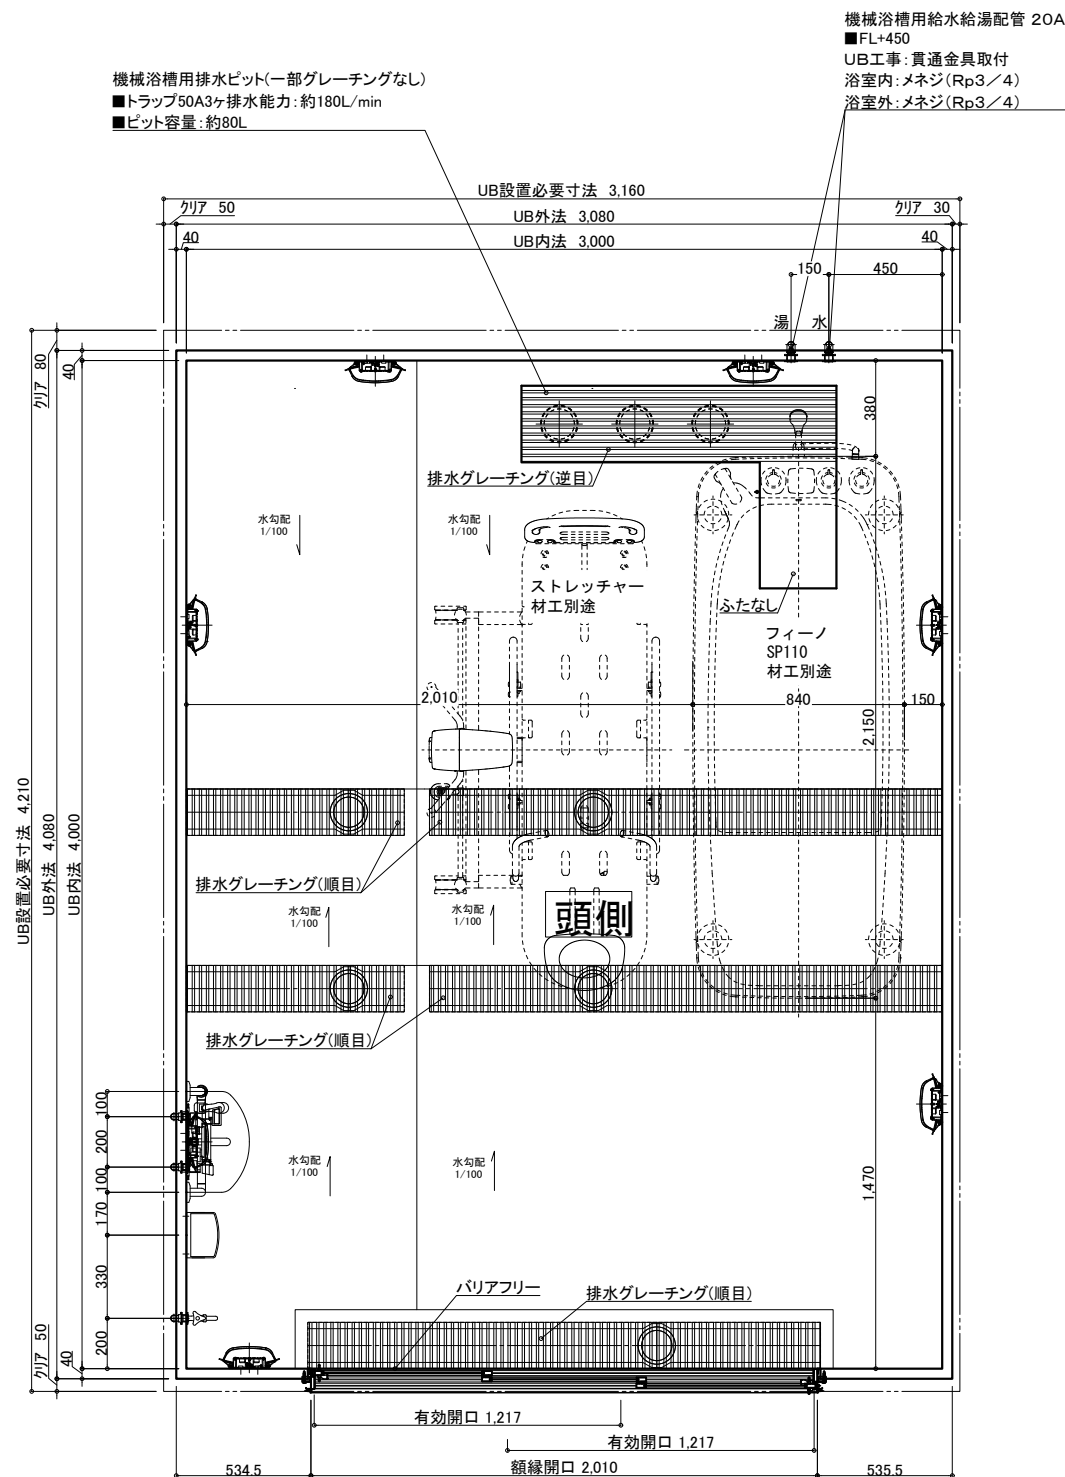 機械浴槽用給水給湯配管 20A
■FL+450
UB工事:貫通金具取付
浴室内:メネジ(Rp3/4)
浴室外:メネジ(Rp3/4)
機械浴槽用排水ピット(一部グレーチングなし)
■トラップ50A3ヶ排水能力:約180L/min
■ピット容量:約80L
UB設置必要寸法 3,160
クリア 50
UB外法 3,080
クリア 30
40
UB内法 3,000
40
150
450
湯 水
クリア 80
40
380
排水グレーチング(逆目)
水勾配
1/100
水勾配
1/100
ストレッチャー
材工別途
ふたなし
フィーノ
SP110
材工別途
2,010
840
150
2,150
UB設置必要寸法 4,210
UB外法 4,080
UB内法 4,000
排水グレーチング(順目)
水勾配
1/100
水勾配
1/100
頭側
排水グレーチング(順目)
100
200
100
170
330
200
水勾配
1/100
水勾配
1/100
1,470
バリアフリー
排水グレーチング(順目)
クリア 50
40
有効開口 1,217
有効開口 1,217
534.5
額縁開口 2,010
535.5